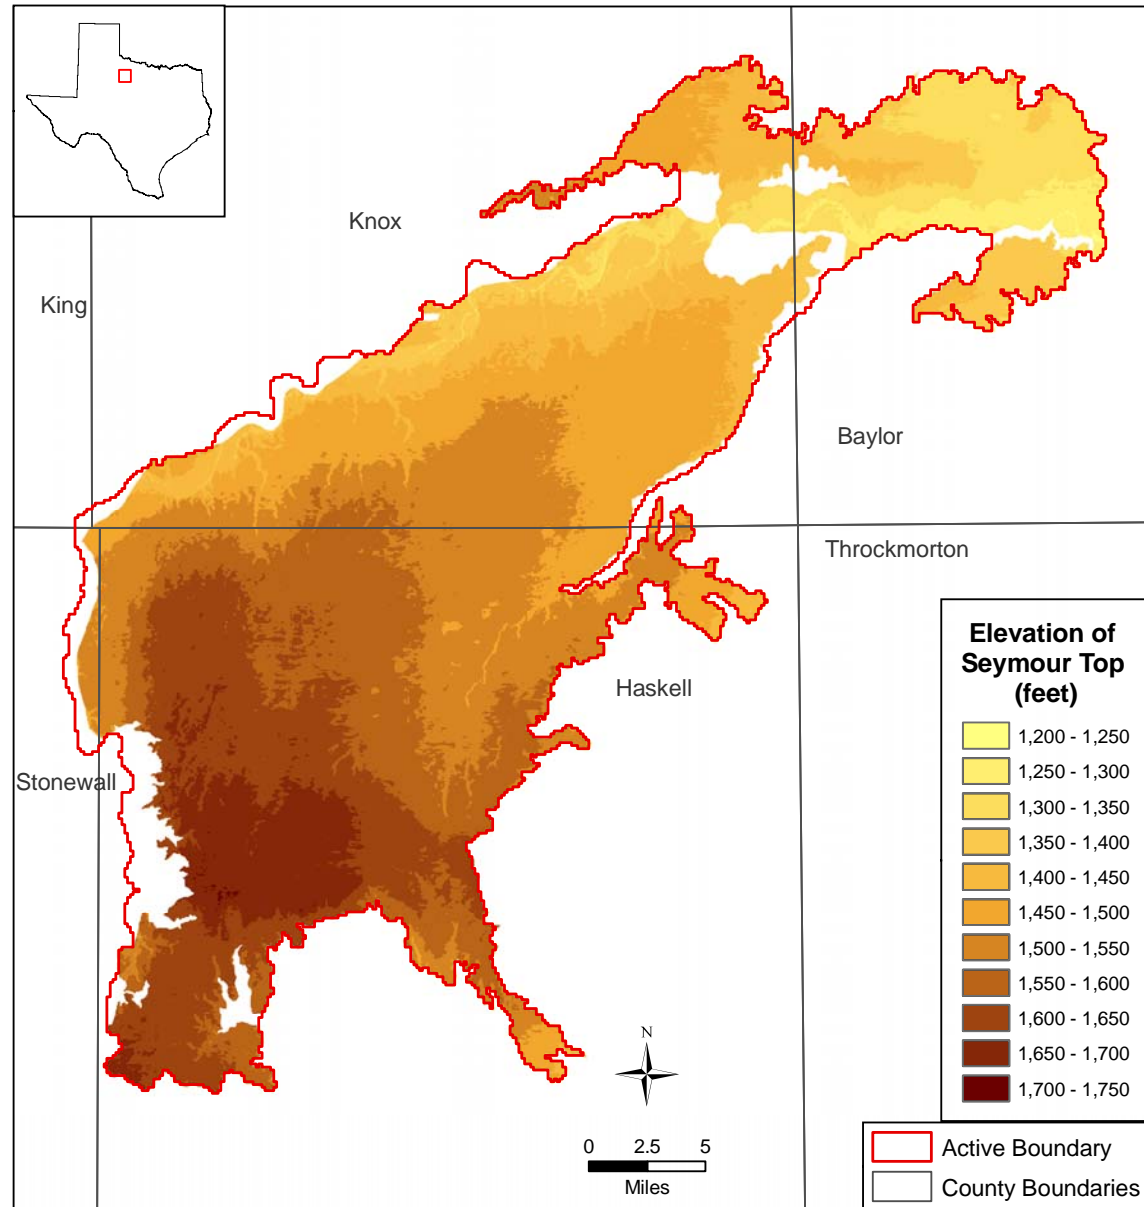 Knox
King
Baylor
Throckmorton
Haskell
Stonewall
Elevation of
Seymour Top
(feet)
1,200 - 1,250
1,250 - 1,300
1,300 - 1,350
1,350 - 1,400
1,400 - 1,450
1,450 - 1,500
1,500 - 1,550
1,550 - 1,600
1,600 - 1,650
1,650 - 1,700
1,700 - 1,750
N
0 2.5 5
Miles
Active Boundary
County Boundaries